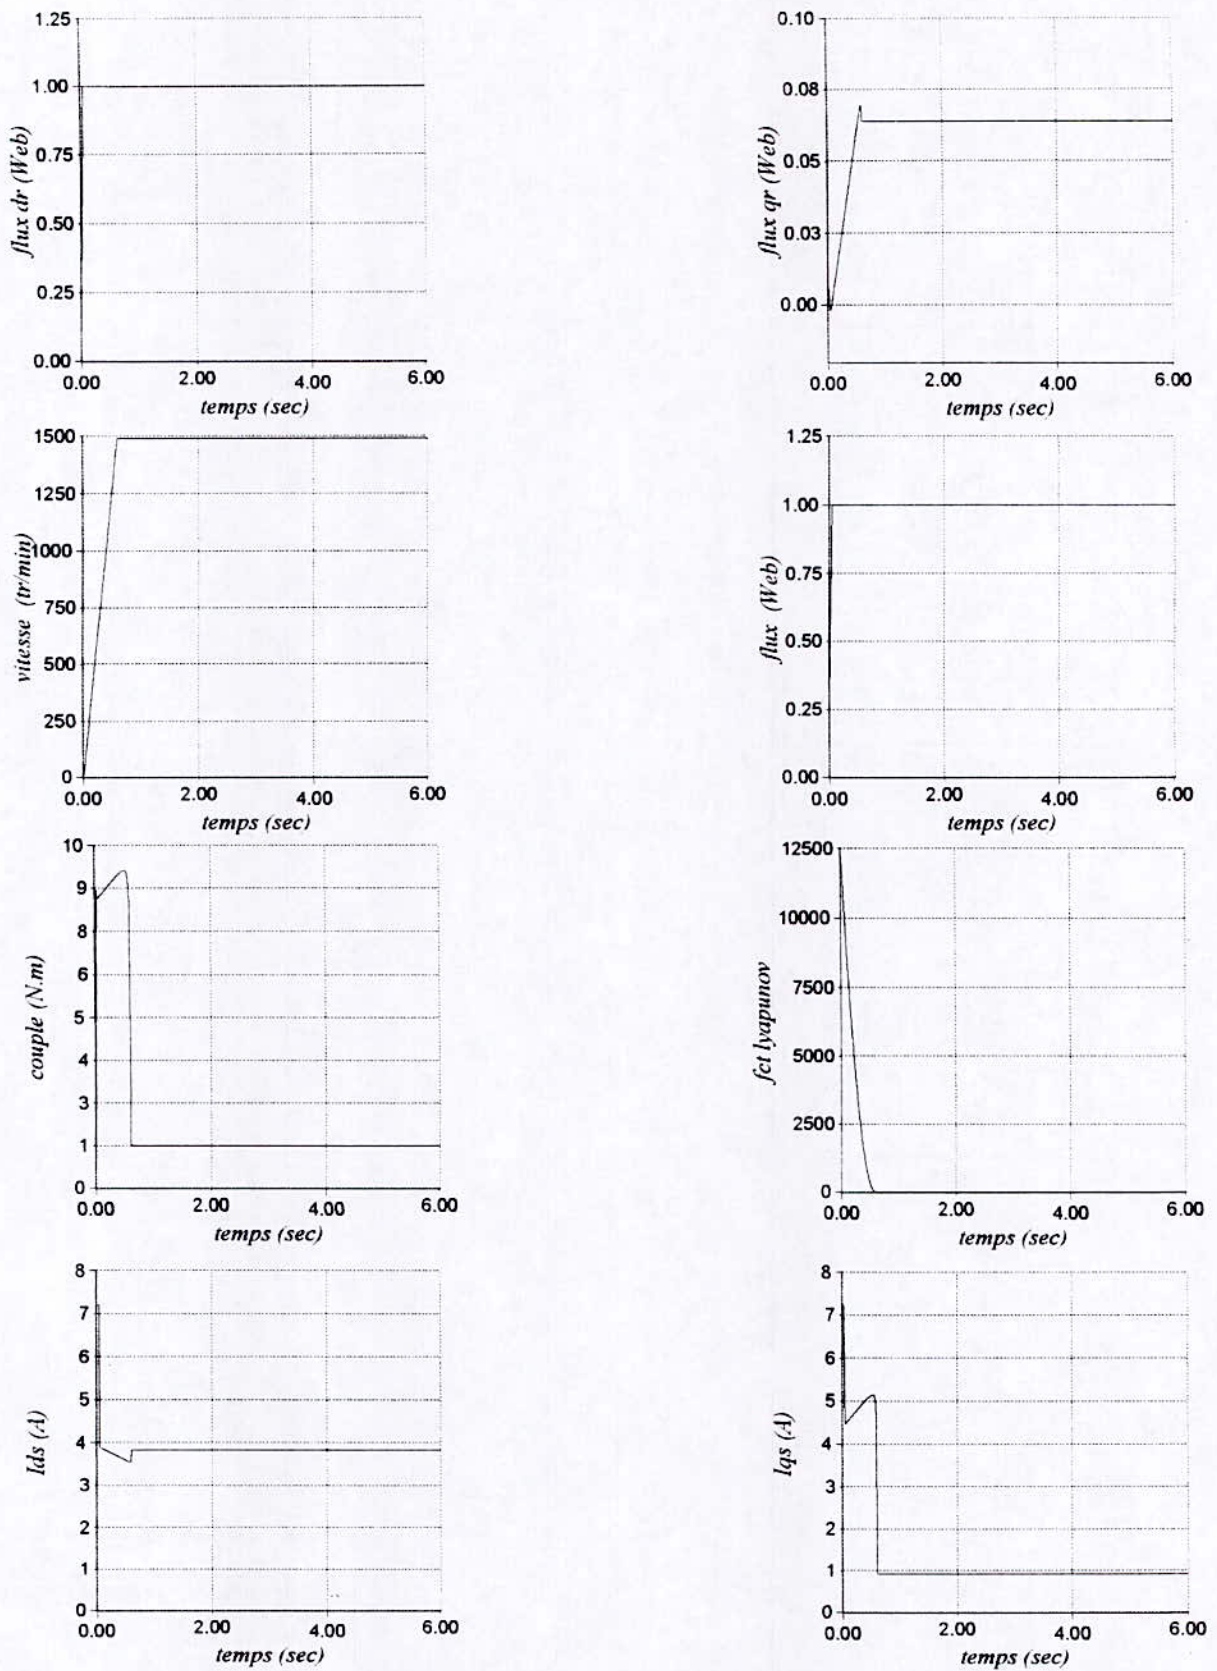 1.25
1.00
0.75
0.50
0.25
0.00
flux dr (Web)
0.00 2.00 4.00 6.00
temps (sec)
0.10
0.08
0.05
0.03
0.00
flux qr (Web)
0.00 2.00 4.00 6.00
temps (sec)
1500
1250
1000
750
500
250
0
vitesse (tr/min)
0.00 2.00 4.00 6.00
temps (sec)
1.25
1.00
0.75
0.50
0.25
0.00
flux (Web)
0.00 2.00 4.00 6.00
temps (sec)
10
9
8
6
5
4
3
1
0
couple (N.m)
0.00 2.00 4.00 6.00
temps (sec)
12500
10000
7500
5000
2500
0
fct lyapunov
0.00 2.00 4.00 6.00
temps (sec)
8
7
6
5
4
3
2
1
0
Ids (A)
0.00 2.00 4.00 6.00
temps (sec)
8
7
6
5
4
3
2
1
0
Iqs (A)
0.00 2.00 4.00 6.00
temps (sec)